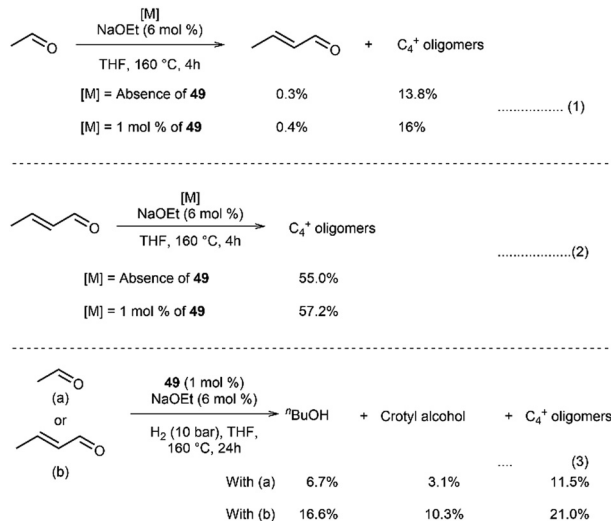 [M]
NaOEt (6 mol %)
O
O
+ C4+ oligomers
THF, 160 °C, 4h
[M] = Absence of 49 0.3% 13.8%
[M] = 1 mol % of 49 0.4% 16%
.................. (1)
[M]
NaOEt (6 mol %)
O
C4+ oligomers
THF, 160 °C, 4h
....................(2)
[M] = Absence of 49 55.0%
[M] = 1 mol % of 49 57.2%
O
(a)
or
O
(b)
49 (1 mol %)
NaOEt (6 mol %)
H2 (10 bar), THF,
160 °C, 24h
nBuOH + Crotyl alcohol + C4+ oligomers
.... (3)
With (a) 6.7% 3.1% 11.5%
With (b) 16.6% 10.3% 21.0%